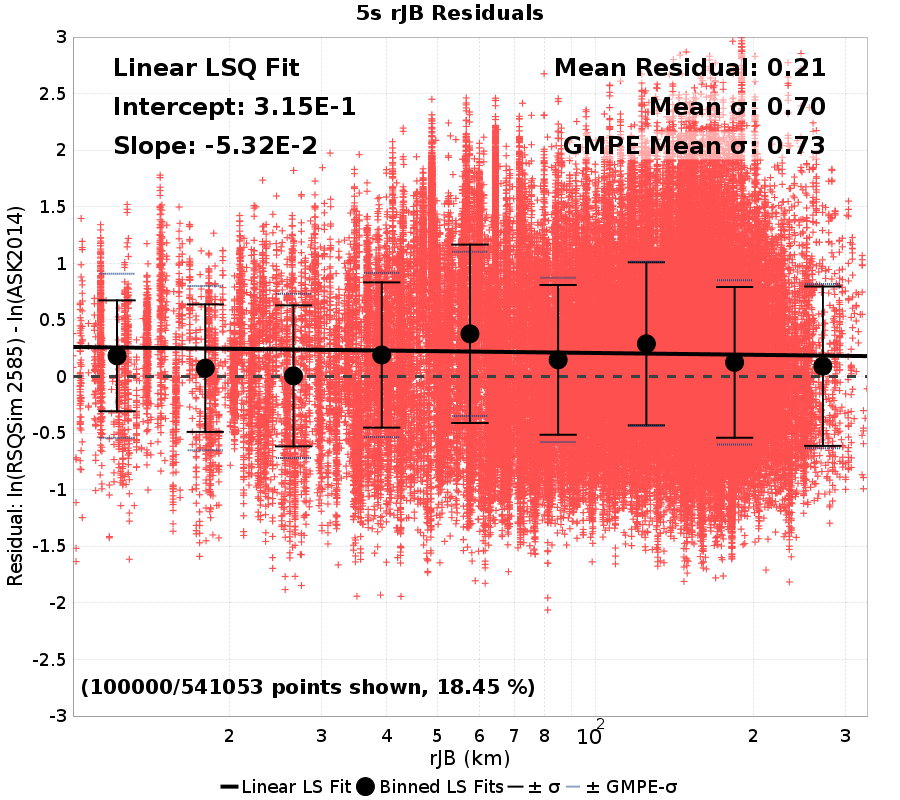 5s rJB Residuals
Linear LSQ Fit
Intercept: 3.15E-1
Slope: -5.32E-2
Mean Residual: 0.21
Mean σ: 0.70
GMPE Mean σ: 0.73
Residual: ln(RSQSim 2585) - ln(ASK2014)
3
2.5
2
1.5
1
0.5
0
-0.5
-1
-1.5
-2
-2.5
-3
(100000/541053 points shown, 18.45 %)
2 3 4 5 6 7 8 10² 2 3
rJB (km)
Linear LS Fit Binned LS Fits ± σ ± GMPE-σ